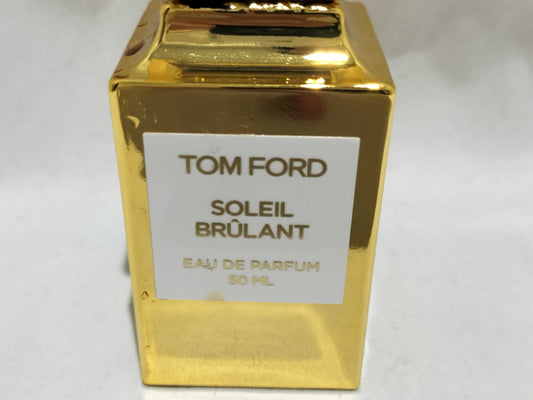 TOM FORD
SOLEIL
BRÛLANT
EAU DE PARFUM
50 ML